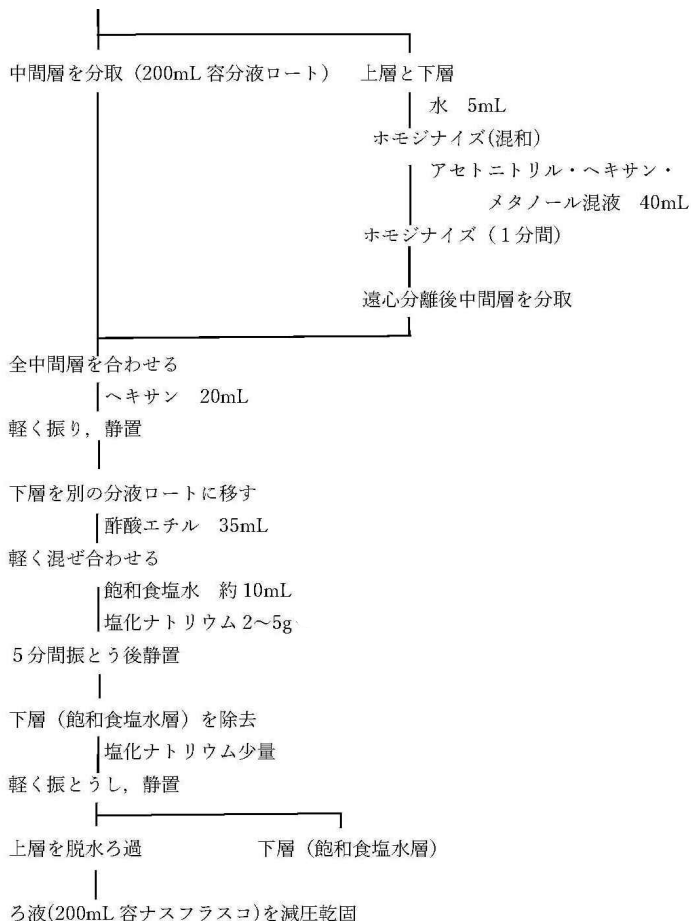 中間層を分取（200mL 容分液ロート）　上層と下層
水　5mL
ホモジナイズ(混和)
アセトニトリル・ヘキサン・
メタノール混液　40mL
ホモジナイズ（１分間）
遠心分離後中間層を分取
全中間層を合わせる
ヘキサン　20mL
軽く振り，静置
下層を別の分液ロートに移す
酢酸エチル　35mL
軽く混ぜ合わせる
飽和食塩水　約 10mL
塩化ナトリウム 2〜5g
５分間振とう後静置
下層（飽和食塩水層）を除去
塩化ナトリウム少量
軽く振とうし，静置
上層を脱水ろ過　下層（飽和食塩水層）
ろ液(200mL 容ナスフラスコ)を減圧乾固